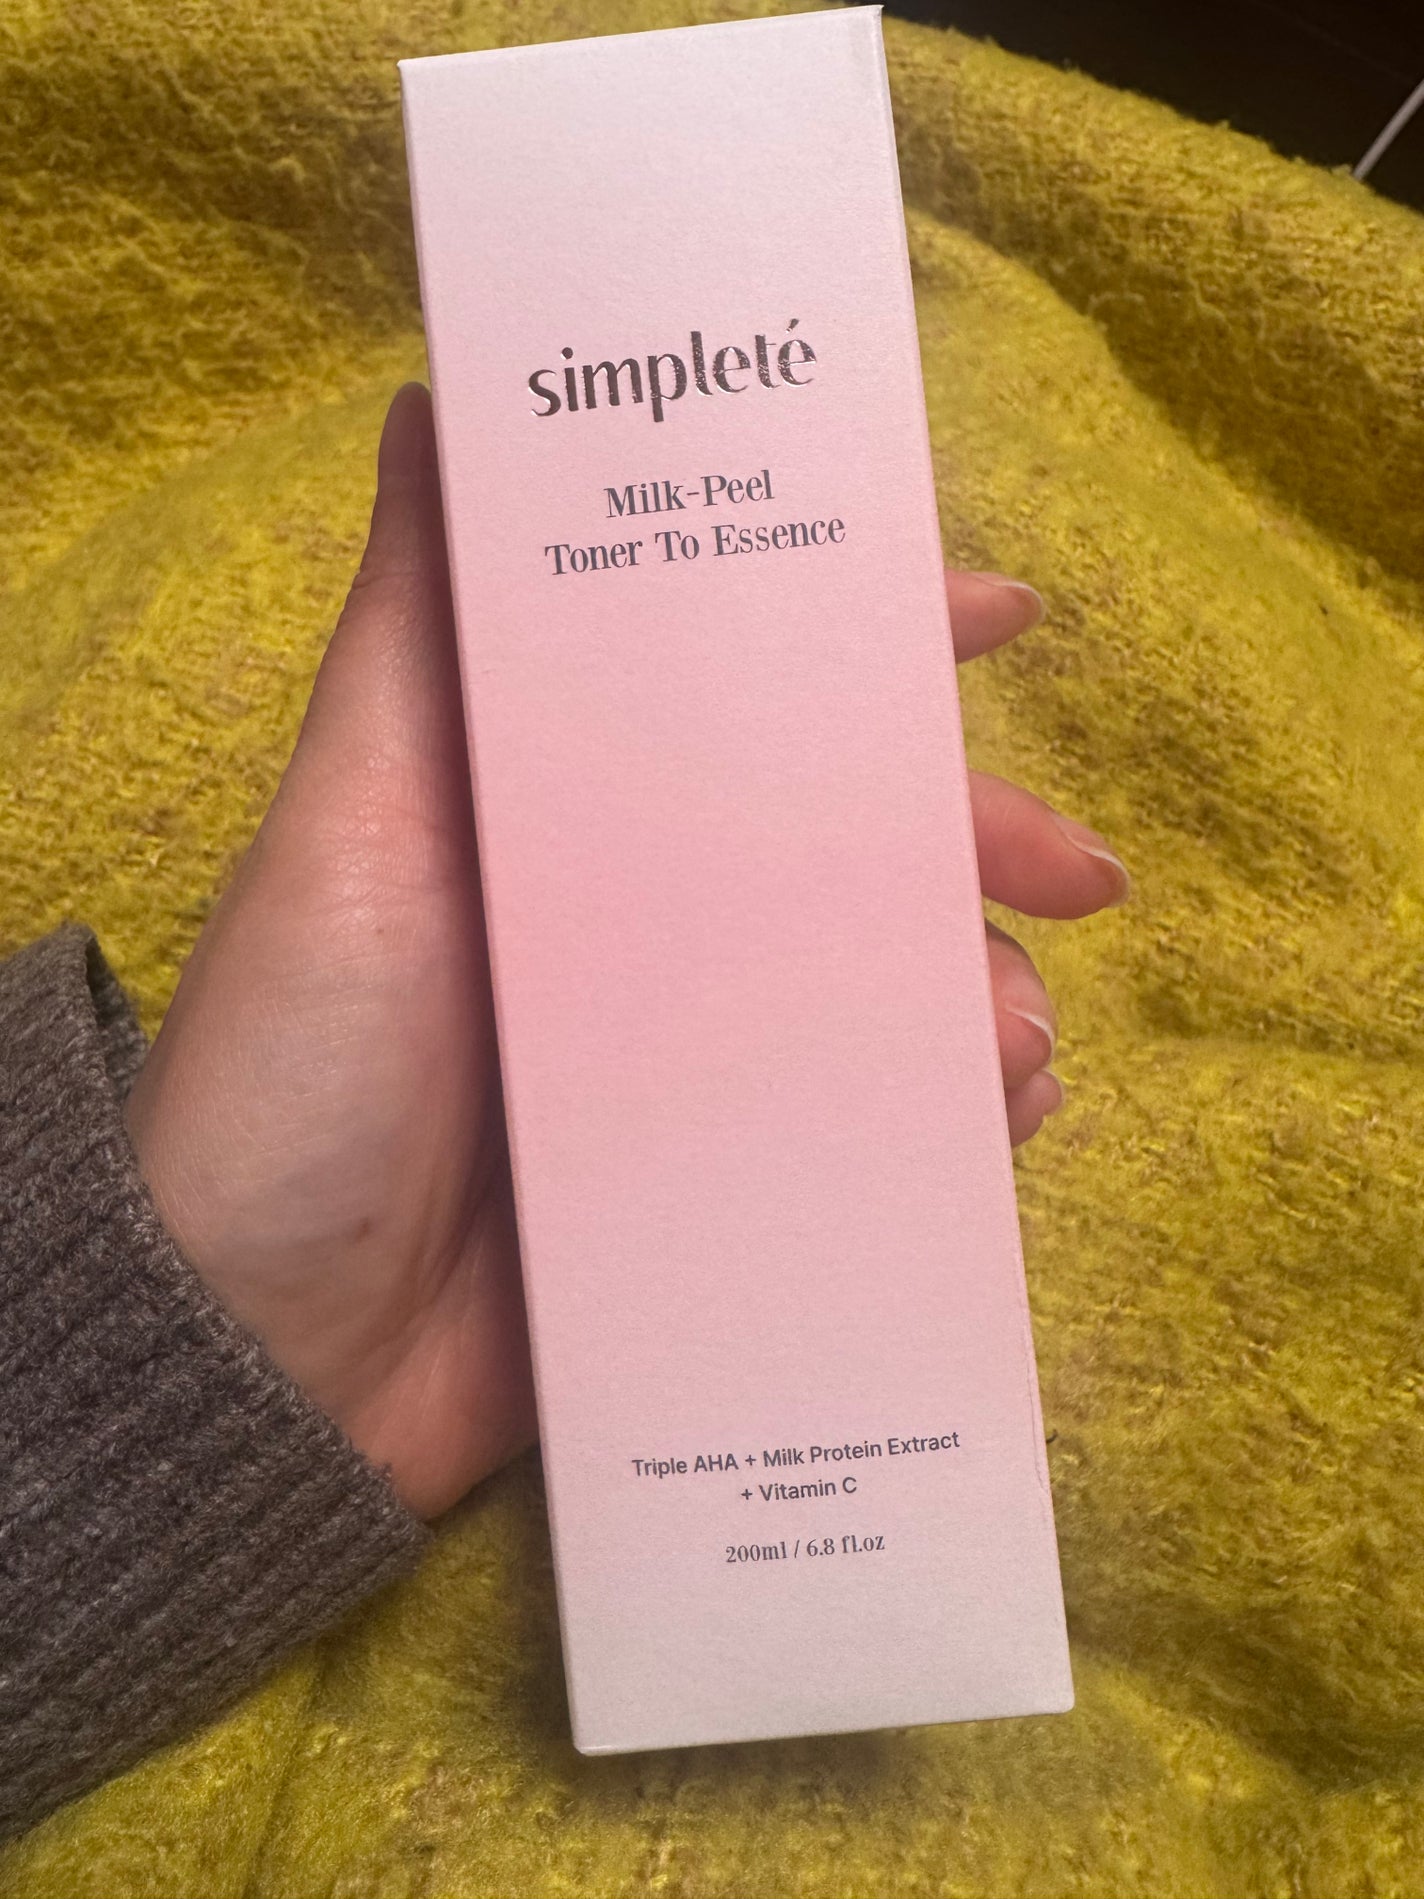 simpleté
Milk-Peel
Toner To Essence
Triple AHA + Milk Protein Extract
+ Vitamin C
200ml / 6.8 fl.oz